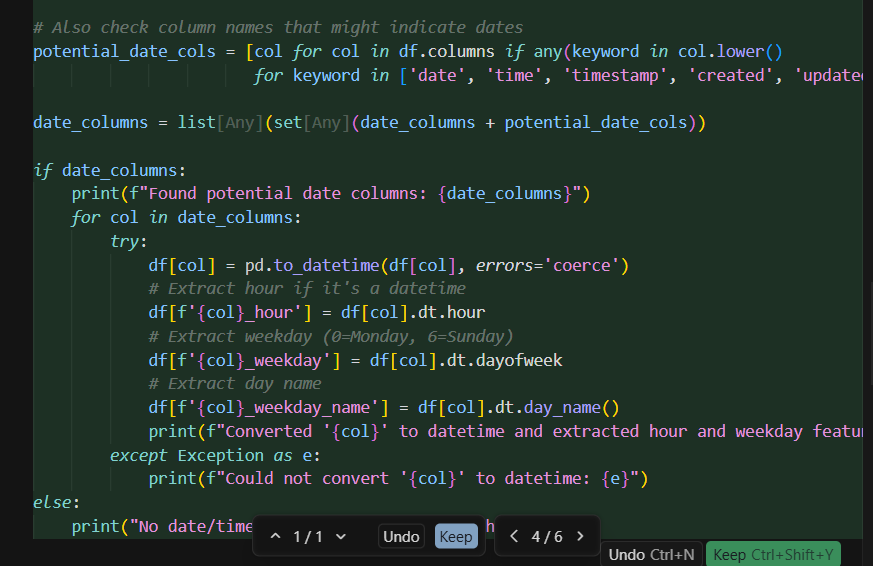 # Also check column names that might indicate dates
potential_date_cols = [col for col in df.columns if any(keyword in col.lower()
for keyword in ['date', 'time', 'timestamp', 'created', 'update
date_columns = list[Any](set[Any](date_columns + potential_date_cols))
if date_columns:
print(f"Found potential date columns: {date_columns}")
for col in date_columns:
try:
df[col] = pd.to_datetime(df[col], errors='coerce')
# Extract hour if it's a datetime
df[f'{col}_hour'] = df[col].dt.hour
# Extract weekday (0=Monday, 6=Sunday)
df[f'{col}_weekday'] = df[col].dt.dayofweek
# Extract day name
df[f'{col}_weekday_name'] = df[col].dt.day_name()
print(f"Converted '{col}' to datetime and extracted hour and weekday featu
except Exception as e:
print(f"Could not convert '{col}' to datetime: {e}")
else:
print("No date/time
1/1 Undo Keep 4/6
Undo Ctrl+N Keep Ctrl+Shift+Y